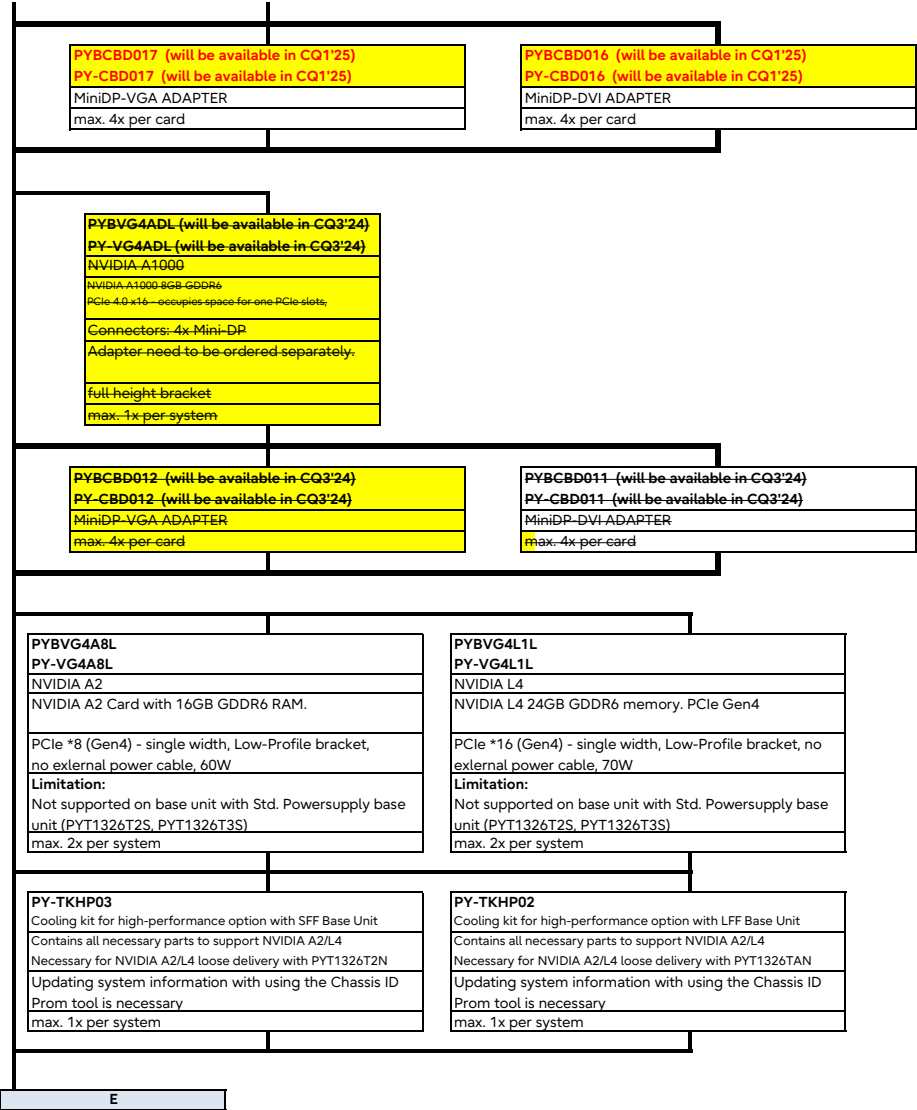 PYBCBD017  (will be available in CQ1'25)
PY-CBD017  (will be available in CQ1'25)
MiniDP-VGA ADAPTER
max. 4x per card
PYBCBD016  (will be available in CQ1'25)
PY-CBD016  (will be available in CQ1'25)
MiniDP-DVI ADAPTER
max. 4x per card
PYBVG4ADL (will be available in CQ3'24)
PY-VG4ADL (will be available in CQ3'24)
NVIDIA A1000
NVIDIA A1000 8GB GDDR6
PCIe 4.0 x16 - occupies space for one PCIe slots,
Connectors: 4x Mini-DP
Adapter need to be ordered separately.
full height bracket
max. 1x per system
PYBCBD012  (will be available in CQ3'24)
PY-CBD012  (will be available in CQ3'24)
MiniDP-VGA ADAPTER
max. 4x per card
PYBCBD011  (will be available in CQ3'24)
PY-CBD011  (will be available in CQ3'24)
MiniDP-DVI ADAPTER
max. 4x per card
PYBVG4A8L
PY-VG4A8L
NVIDIA A2
NVIDIA A2 Card with 16GB GDDR6 RAM.
PCIe *8 (Gen4) - single width, Low-Profile bracket,
no exlernal power cable, 60W
Limitation:
Not supported on base unit with Std. Powersupply base
unit (PYT1326T2S, PYT1326T3S)
max. 2x per system
PYBVG4L1L
PY-VG4L1L
NVIDIA L4
NVIDIA L4 24GB GDDR6 memory. PCIe Gen4
PCIe *16 (Gen4) - single width, Low-Profile bracket, no
exlernal power cable, 70W
Limitation:
Not supported on base unit with Std. Powersupply base
unit (PYT1326T2S, PYT1326T3S)
max. 2x per system
PY-TKHP03
Cooling kit for high-performance option with SFF Base Unit
Contains all necessary parts to support NVIDIA A2/L4
Necessary for NVIDIA A2/L4 loose delivery with PYT1326T2N
Updating system information with using the Chassis ID
Prom tool is necessary
max. 1x per system
PY-TKHP02
Cooling kit for high-performance option with LFF Base Unit
Contains all necessary parts to support NVIDIA A2/L4
Necessary for NVIDIA A2/L4 loose delivery with PYT1326TAN
Updating system information with using the Chassis ID
Prom tool is necessary
max. 1x per system
E